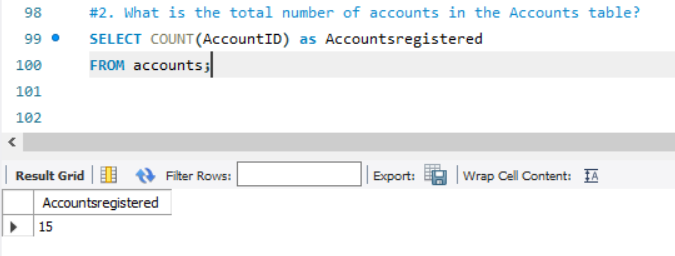 98 #2. What is the total number of accounts in the Accounts table?
99 SELECT COUNT(AccountID) as Accountsregistered
100 FROM accounts;
101
102
Result Grid Filter Rows: Export: Wrap Cell Content: IA
Accountsregistered
15